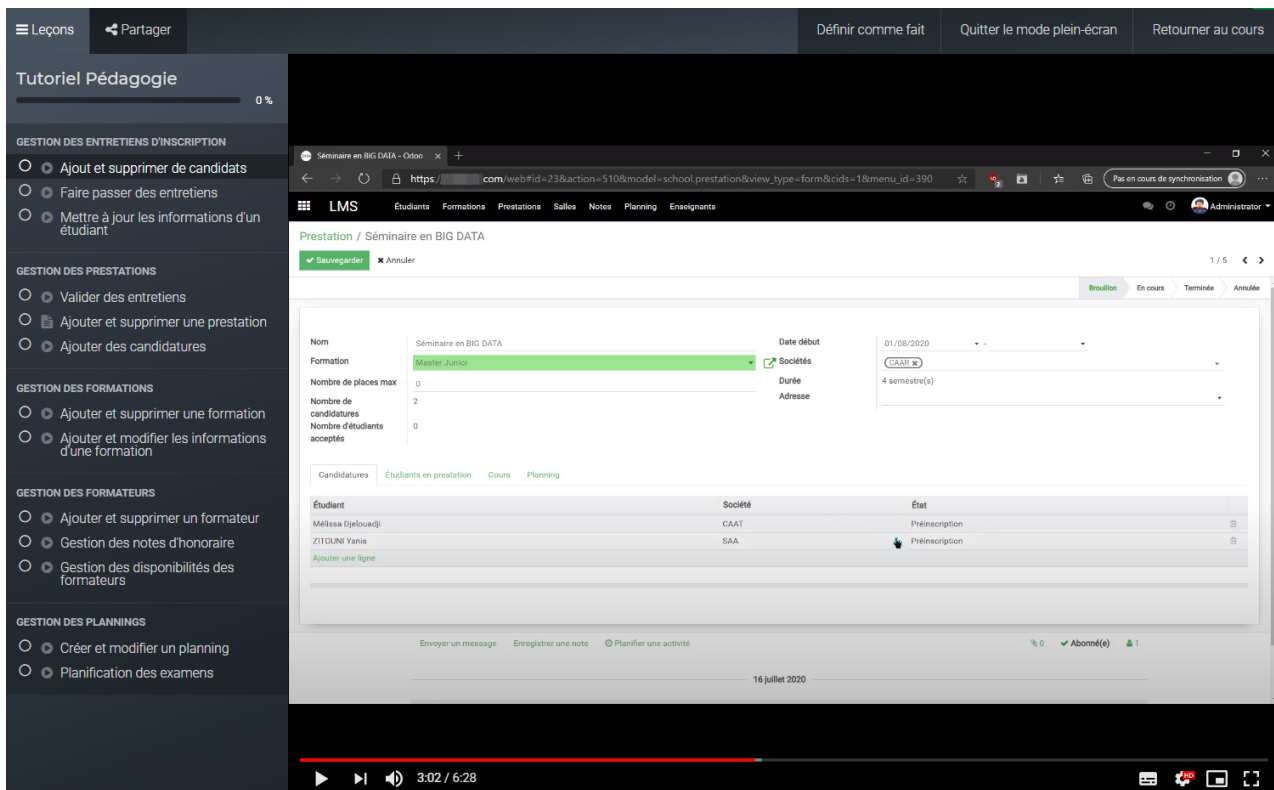 Leçons
Partager
Définir comme fait
Quitter le mode plein-écran
Retourner au cours
Tutoriel Pédagogie
0 %
GESTION DES ENTRETIENS D'INSCRIPTION
Ajout et supprimer de candidats
Faire passer des entretiens
Mettre à jour les informations d'un
étudiant
GESTION DES PRESTATIONS
Valider des entretiens
Ajouter et supprimer une prestation
Ajouter des candidatures
GESTION DES FORMATIONS
Ajouter et supprimer une formation
Ajouter et modifier les informations
d'une formation
GESTION DES FORMATEURS
Ajouter et supprimer un formateur
Gestion des notes d'honoraire
Gestion des disponibilités des
formateurs
GESTION DES PLANNINGS
Créer et modifier un planning
Planification des examens
Séminaire en BIG DATA - Odoo
https:/ com/web#id=23&action=510&model=school.prestation&view_type=form&cids=1&menu_id=390
Pas en cours de synchronisation
LMS Étudiants Formations Prestations Salles Notes Planning Enseignants
Administrator
Prestation / Séminaire en BIG DATA
Sauvegarder Annuler
1 / 5
Brouillon En cours Terminée Annulée
Nom Séminaire en BIG DATA
Formation Master Junior
Nombre de places max 0
Nombre de
candidatures
2
Nombre d'étudiants
acceptés
0
Date début 01/08/2020 -
Sociétés CAAR x
Durée 4 semestre(s)
Adresse
Candidatures Étudiants en prestation Cours Planning
Étudiant Société État
Mélissa Djelouadji CAAT Préinscription
ZITOUNI Yanis SAA Préinscription
Ajouter une ligne
Envoyer un message Enregistrer une note Planifier une activité
0 Abonné(e) 1
16 juillet 2020
3:02 / 6:28
HD